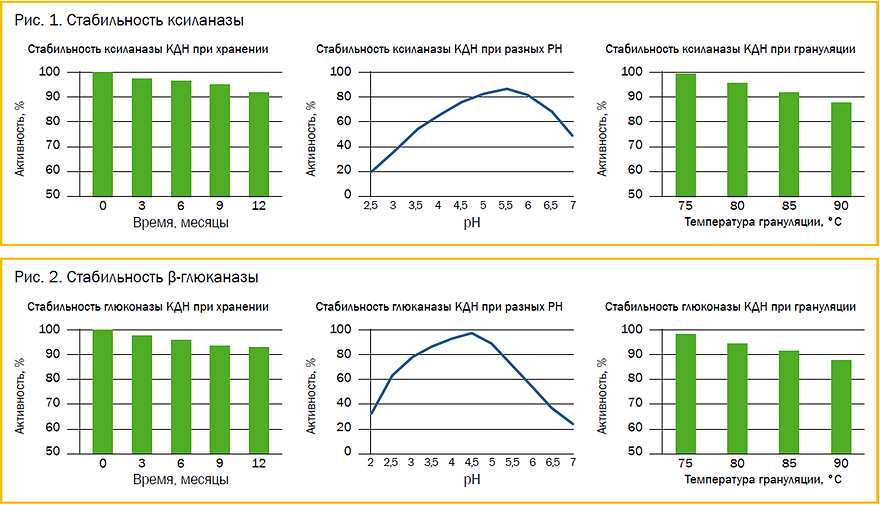 Рис. 1. Стабильность ксиланазы
Стабильность ксиланазы КДН при хранении
Активность, %
100
90
80
70
60
50
0 3 6 9 12
Время, месяцы
Стабильность ксиланазы КДН при разных РН
Активность, %
100
80
60
40
20
0
2,5 3 3,5 4 4,5 5 5,5 6 6,5 7
pH
Стабильность ксиланазы КДН при грануляции
Активность, %
100
90
80
70
60
50
75 80 85 90
Температура грануляции, °С
Рис. 2. Стабильность β-глюканазы
Стабильность глюконазы КДН при хранении
Активность, %
100
90
80
70
60
50
0 3 6 9 12
Время, месяцы
Стабильность глюканазы КДН при разных РН
Активность, %
100
80
60
40
20
0
2 2,5 3 3,5 4 4,5 5 5,5 6 6,5 7
pH
Стабильность глюконазы КДН при грануляции
Активность, %
100
90
80
70
60
50
75 80 85 90
Температура грануляции, °С